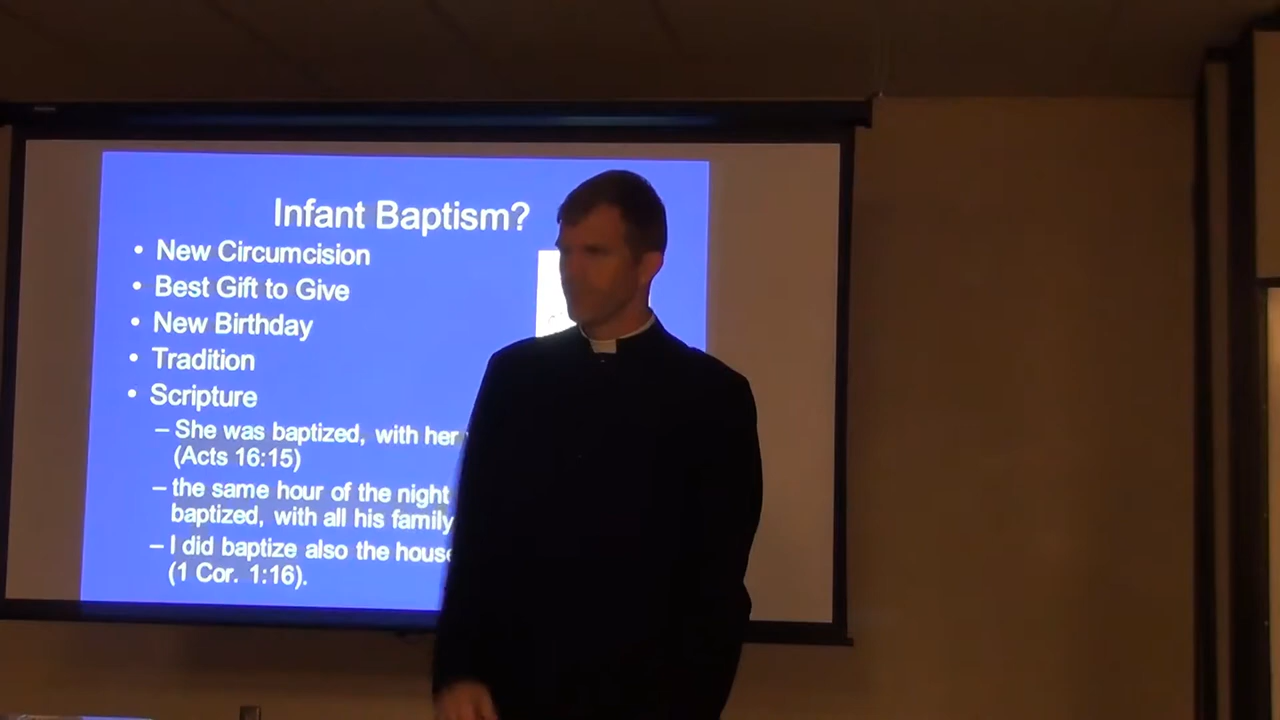 Infant Baptism?
• New Circumcision
• Best Gift to Give
• New Birthday
• Tradition
• Scripture
– She was baptized, with her
(Acts 16:15)
– the same hour of the night
baptized, with all his family
– I did baptize also the
(1 Cor. 1:16).